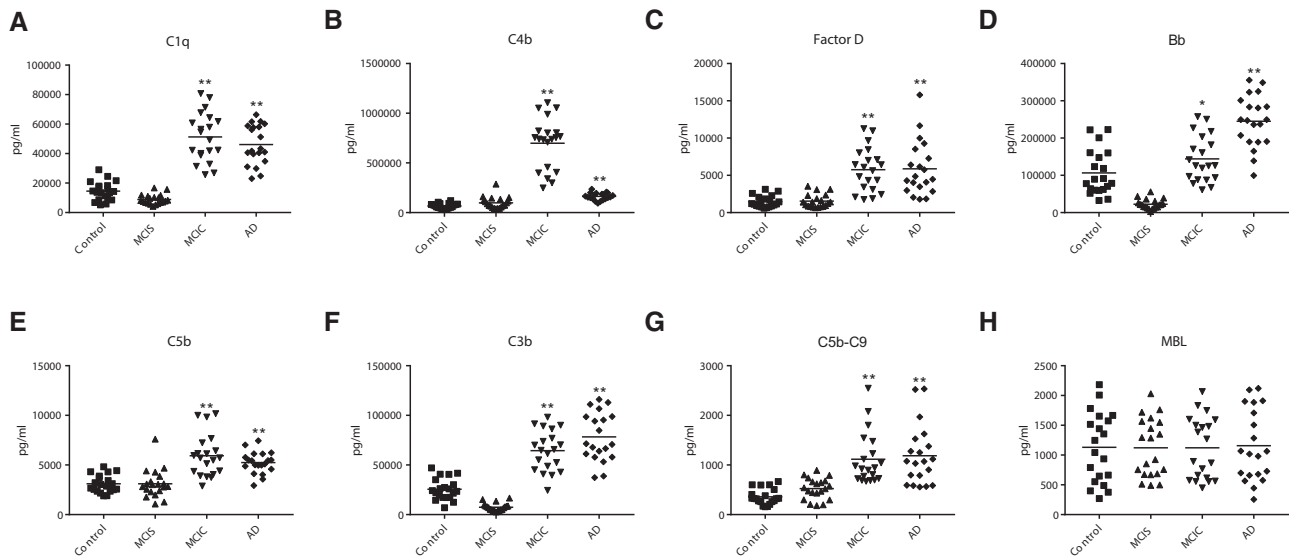 A
C1q
pg/ml
100000
80000
60000
40000
20000
0
**
**
Control
MCIS
MCIC
AD
B
C4b
pg/ml
1500000
1000000
500000
0
**
**
Control
MCIS
MCIC
AD
C
Factor D
pg/ml
20000
15000
10000
5000
0
**
**
Control
MCIS
MCIC
AD
D
Bb
pg/ml
400000
300000
200000
100000
0
*
**
Control
MCIS
MCIC
AD
E
C5b
pg/ml
15000
10000
5000
0
**
**
Control
MCIS
MCIC
AD
F
C3b
pg/ml
150000
100000
50000
0
**
**
Control
MCIS
MCIC
AD
G
C5b-C9
pg/ml
3000
2000
1000
0
**
**
Control
MCIS
MCIC
AD
H
MBL
pg/ml
2500
2000
1500
1000
500
0
Control
MCIS
MCIC
AD